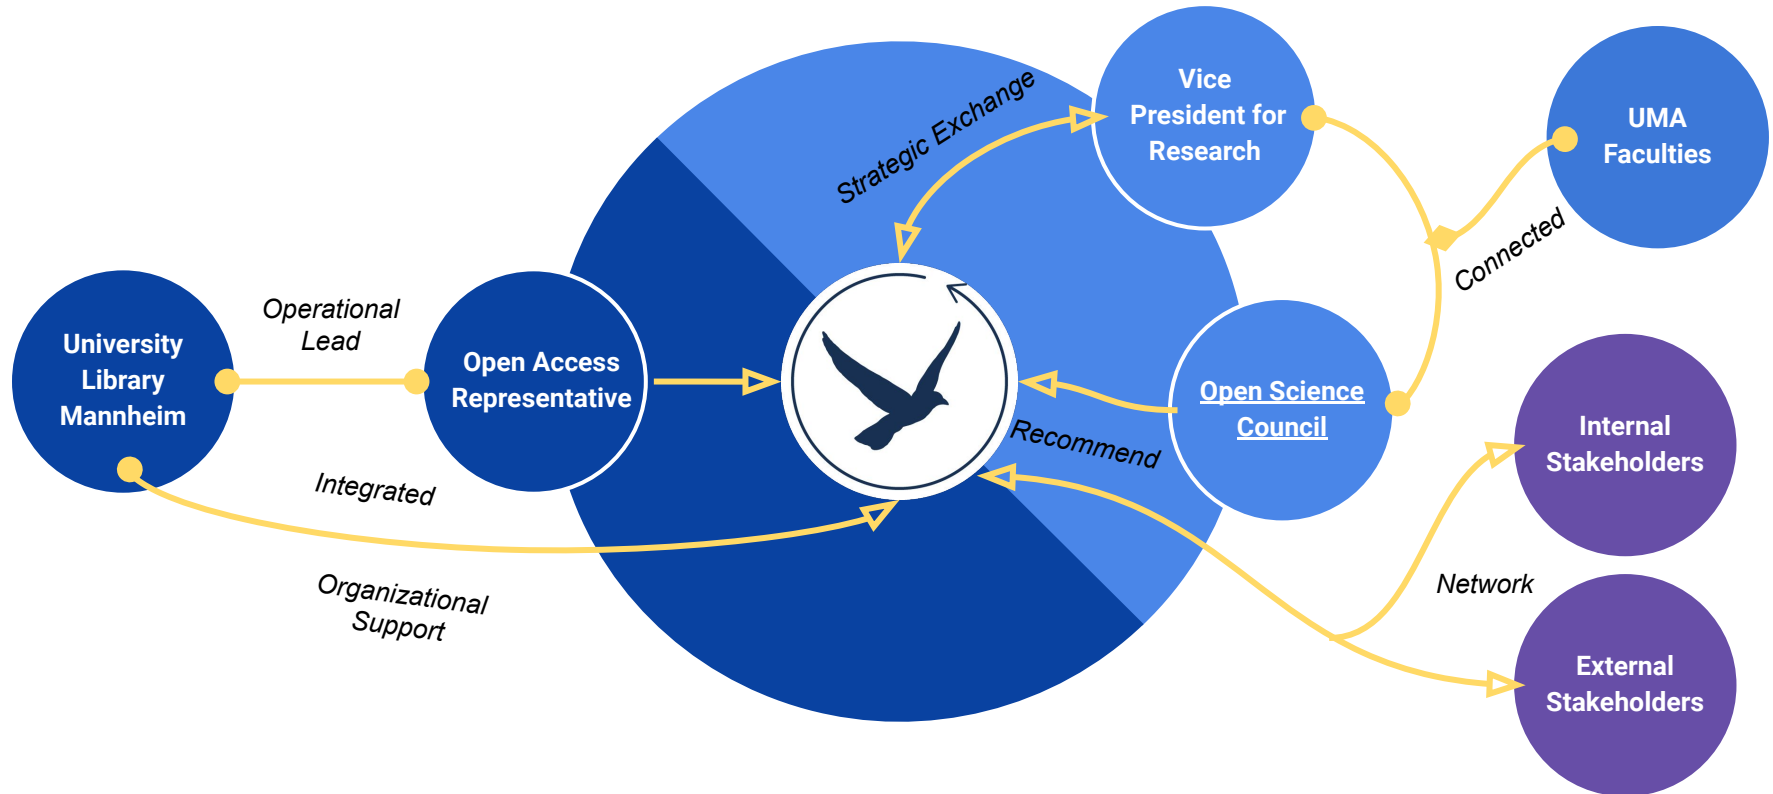 Vice
President for
Research
UMA
Faculties
Strategic Exchange
Connected
Operational
Lead
University
Library
Mannheim
Open Access
Representative
Open Science
Council
Recommend
Internal
Stakeholders
Integrated
Network
Organizational
Support
External
Stakeholders